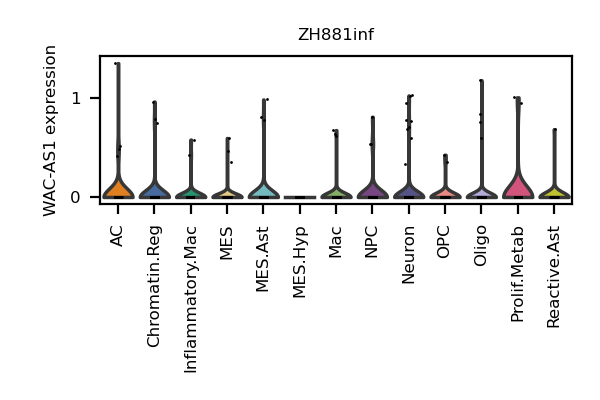 ZH881inf
WAC-AS1 expression
1
0
AC
Chromatin.Reg
Inflammatory.Mac
MES
MES.Ast
MES.Hyp
Mac
NPC
Neuron
OPC
Oligo
Prolif.Metab
Reactive.Ast